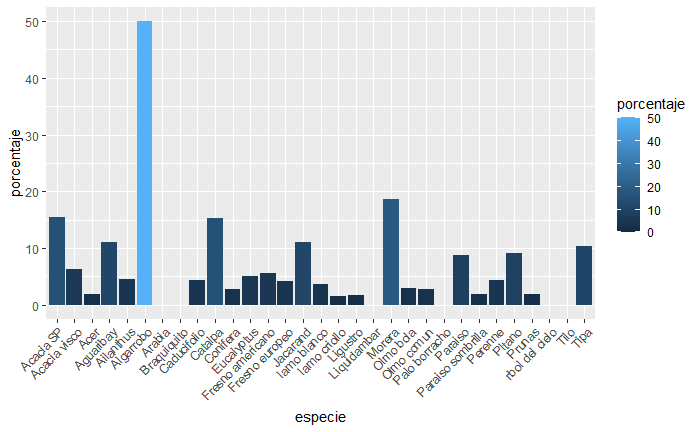 porcentaje
50
40
30
20
10
0
Acacia SP
Acacia visco
Acer
Aguaribay
Ailanthus
Algarrobo
Arabia
Braquiquito
Caducifolio
Catalpa
Conifera
Eucalyptus
Fresno americano
Fresno europeo
Jacarand
lamo blanco
lamo criollo
Ligustro
Liquidambar
Morera
Olmo bola
Olmo comun
Palo borracho
Paraiso
Paraiso sombrilla
Perenne
Pltano
Prunas
rbol del cielo
Tilo
Tipa
especie
porcentaje
50
40
30
20
10
0